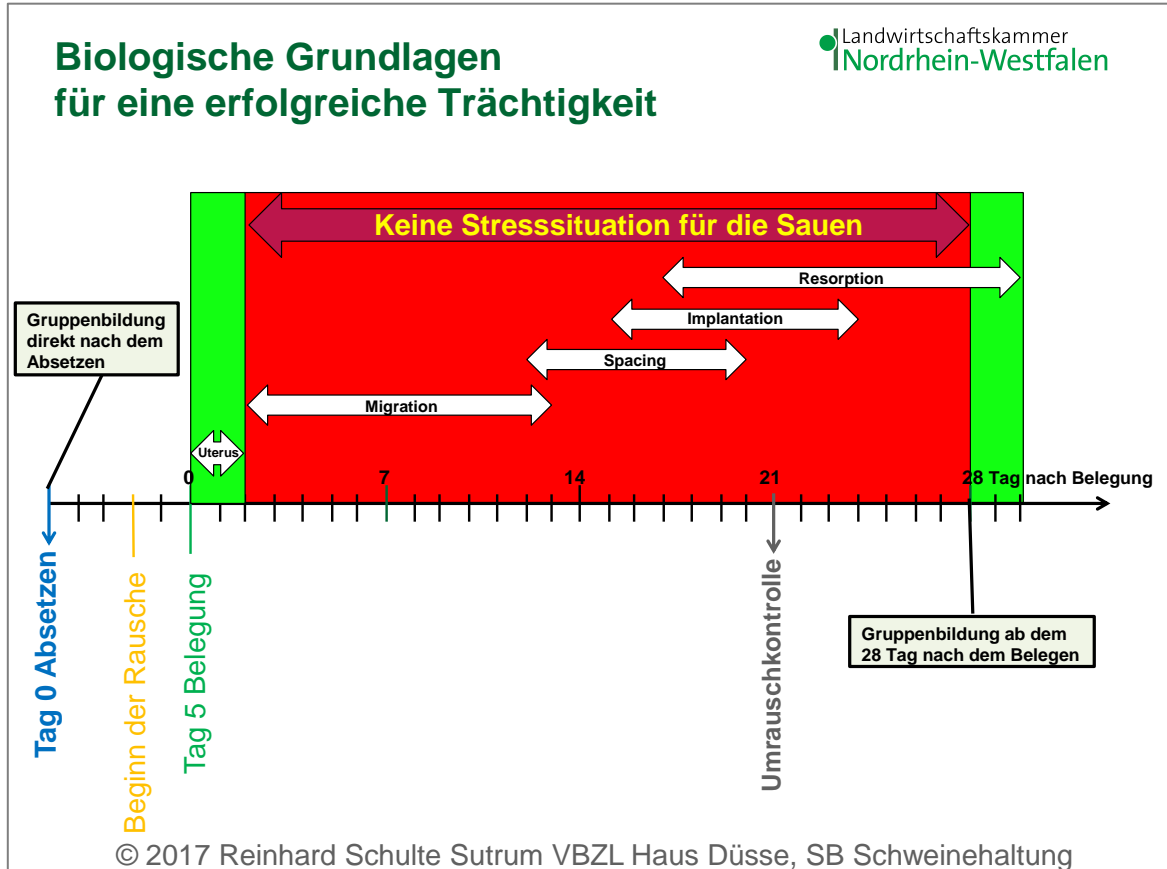 Biologische Grundlagen
für eine erfolgreiche Trächtigkeit
Landwirtschaftskammer
Nordrhein-Westfalen
Keine Stresssituation für die Sauen
Resorption
Gruppenbildung
direkt nach dem
Absetzen
Implantation
Spacing
Migration
Uterus
0
7
14
21
28 Tag nach Belegung
Tag 0 Absetzen
Beginn der Rausche
Tag 5 Belegung
Umrauschkontrolle
Gruppenbildung ab dem
28 Tag nach dem Belegen
© 2017 Reinhard Schulte Sutrum VBZL Haus Düsse, SB Schweinehaltung